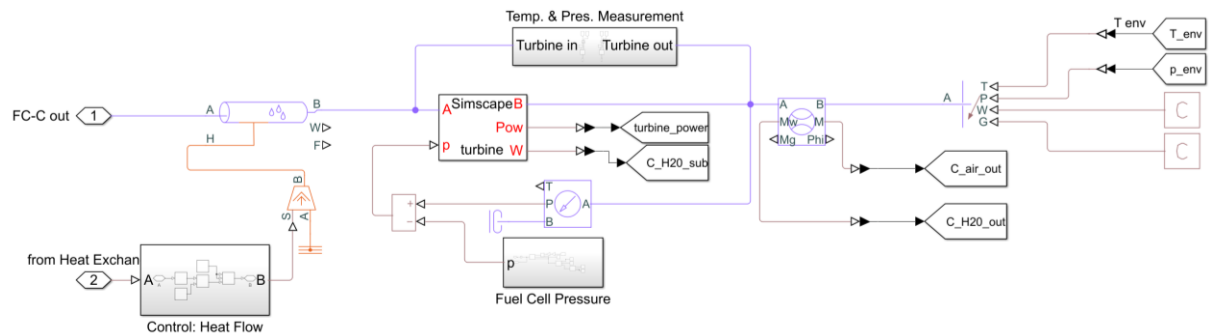 Temp. & Pres. Measurement
Turbine in Turbine out
T env
T_env
p_env
FC-C out
1
A
B
W
F
H
A
Simscape
B
Pow
p
turbine
W
turbine_power
C_H20_sub
A
B
Mw
M
Mg
Phi
A
T
P
W
G
C
C
C_air_out
C_H20_out
T
P
A
B
+
−
B
S
A
from Heat Exchan
2
A
B
Control: Heat Flow
p
Fuel Cell Pressure